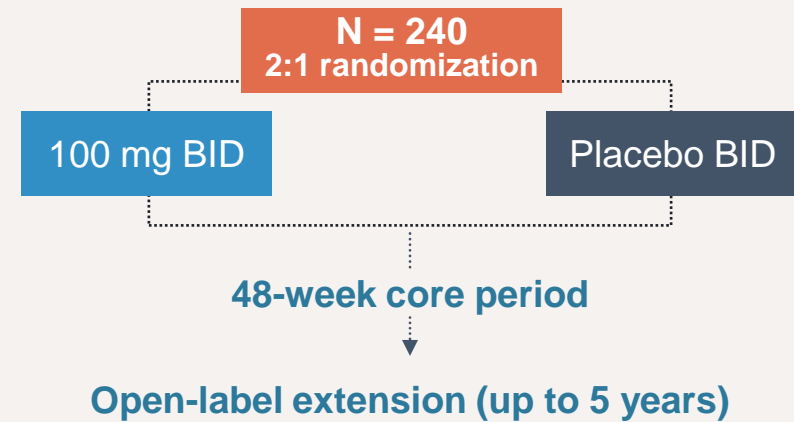 N = 240
2:1 randomization
100 mg BID
Placebo BID
48-week core period
Open-label extension (up to 5 years)